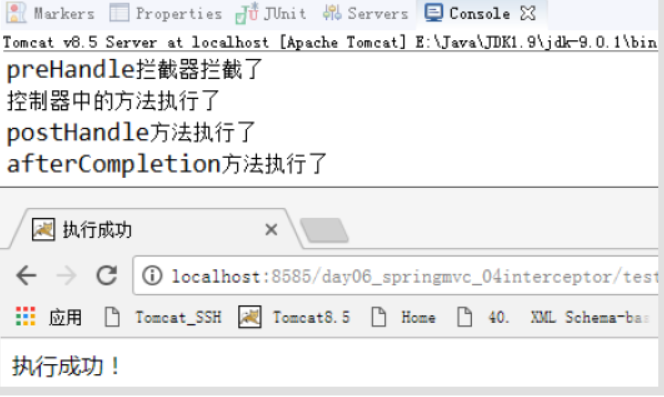 Markers Properties JUnit Servers Console
Tomcat v8.5 Server at localhost [Apache Tomcat] E:\Java\JDK1.9\jdk-9.0.1\bin
preHandle拦截器拦截了
控制器中的方法执行了
postHandle方法执行了
afterCompletion方法执行了
执行成功
localhost:8585/day06_springmvc_04interceptor/test
应用 Tomcat_SSH Tomcat8.5 Home 40. XML Schema-bas
执行成功！